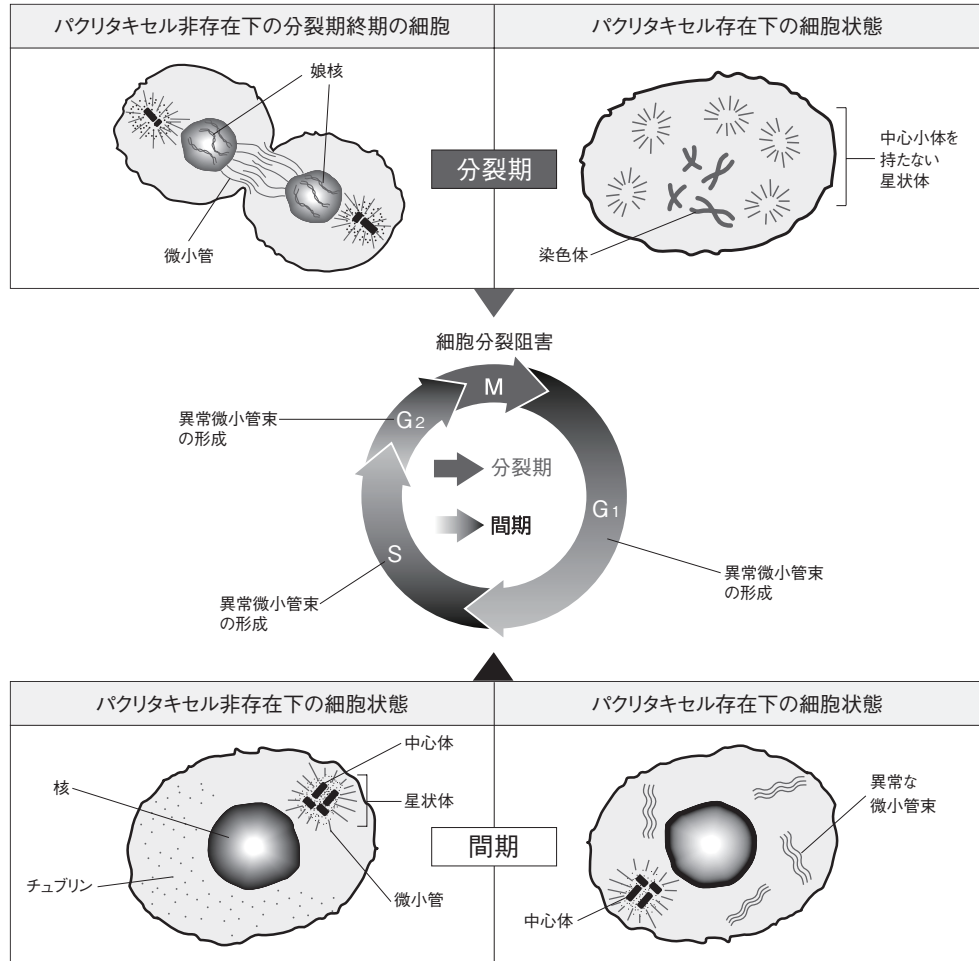 パクリタキセル非存在下の分裂期終期の細胞
パクリタキセル存在下の細胞状態
娘核
微小管
分裂期
中心小体を
持たない
星状体
染色体
細胞分裂阻害
M
G2
G1
S
異常微小管束
の形成
分裂期
間期
異常微小管束
の形成
異常微小管束
の形成
パクリタキセル非存在下の細胞状態
パクリタキセル存在下の細胞状態
中心体
核
星状体
チューブリン
微小管
間期
異常な
微小管束
中心体